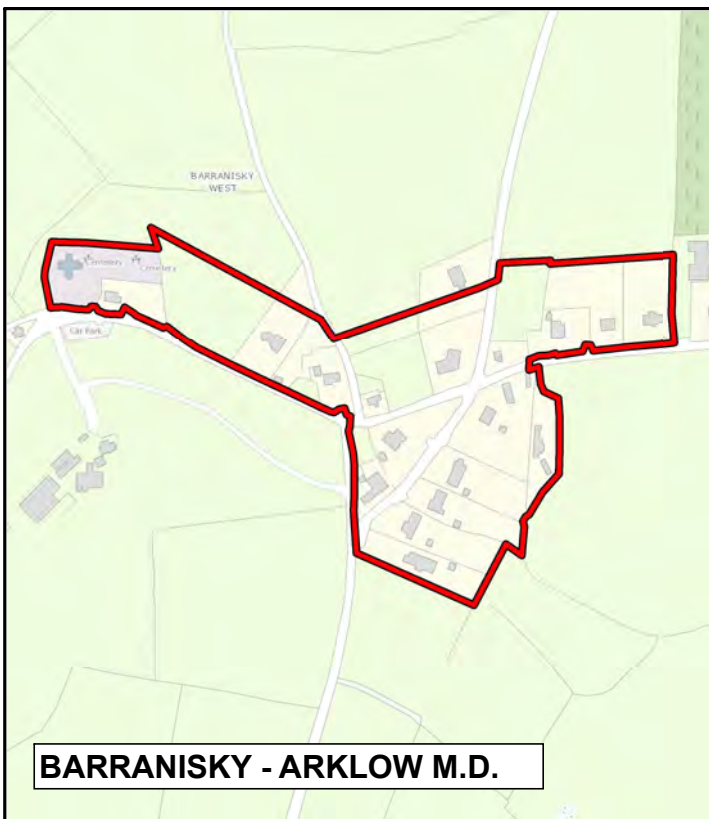 BARRANISKY
WEST
Cemetery
Cemetery
Car Park
BARRANISKY - ARKLOW M.D.